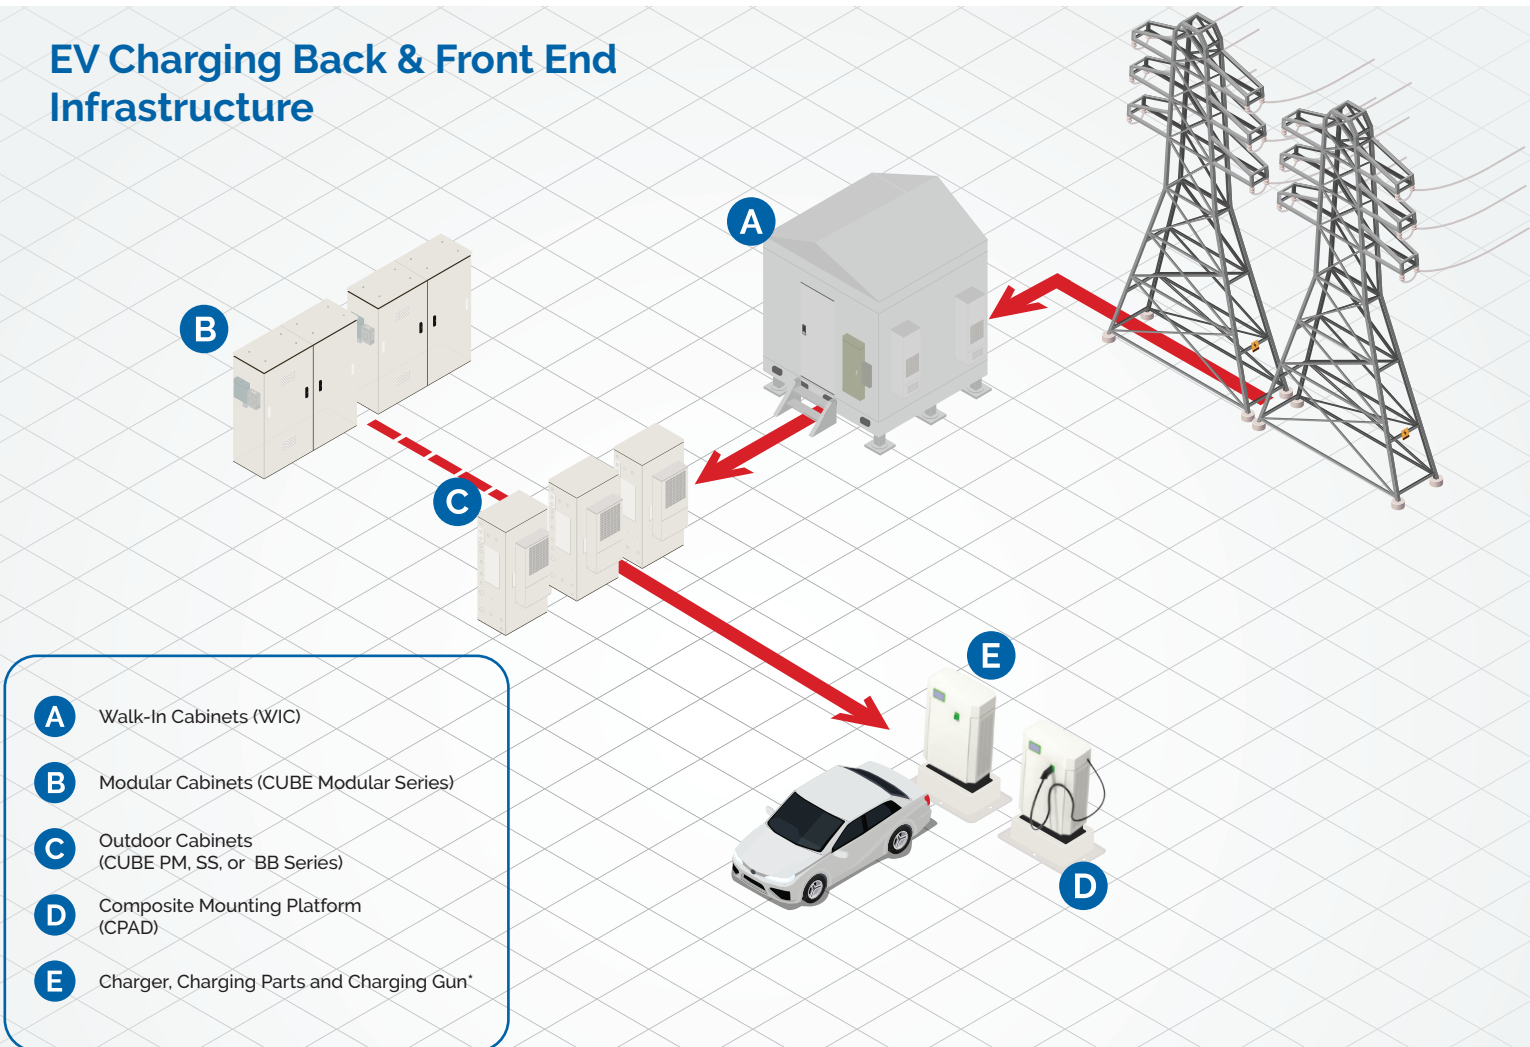 EV Charging Back & Front End
Infrastructure
A
B
C
E
D
A Walk-In Cabinets (WIC)
B Modular Cabinets (CUBE Modular Series)
C Outdoor Cabinets
(CUBE PM, SS, or BB Series)
D Composite Mounting Platform
(CPAD)
E Charger, Charging Parts and Charging Gun*